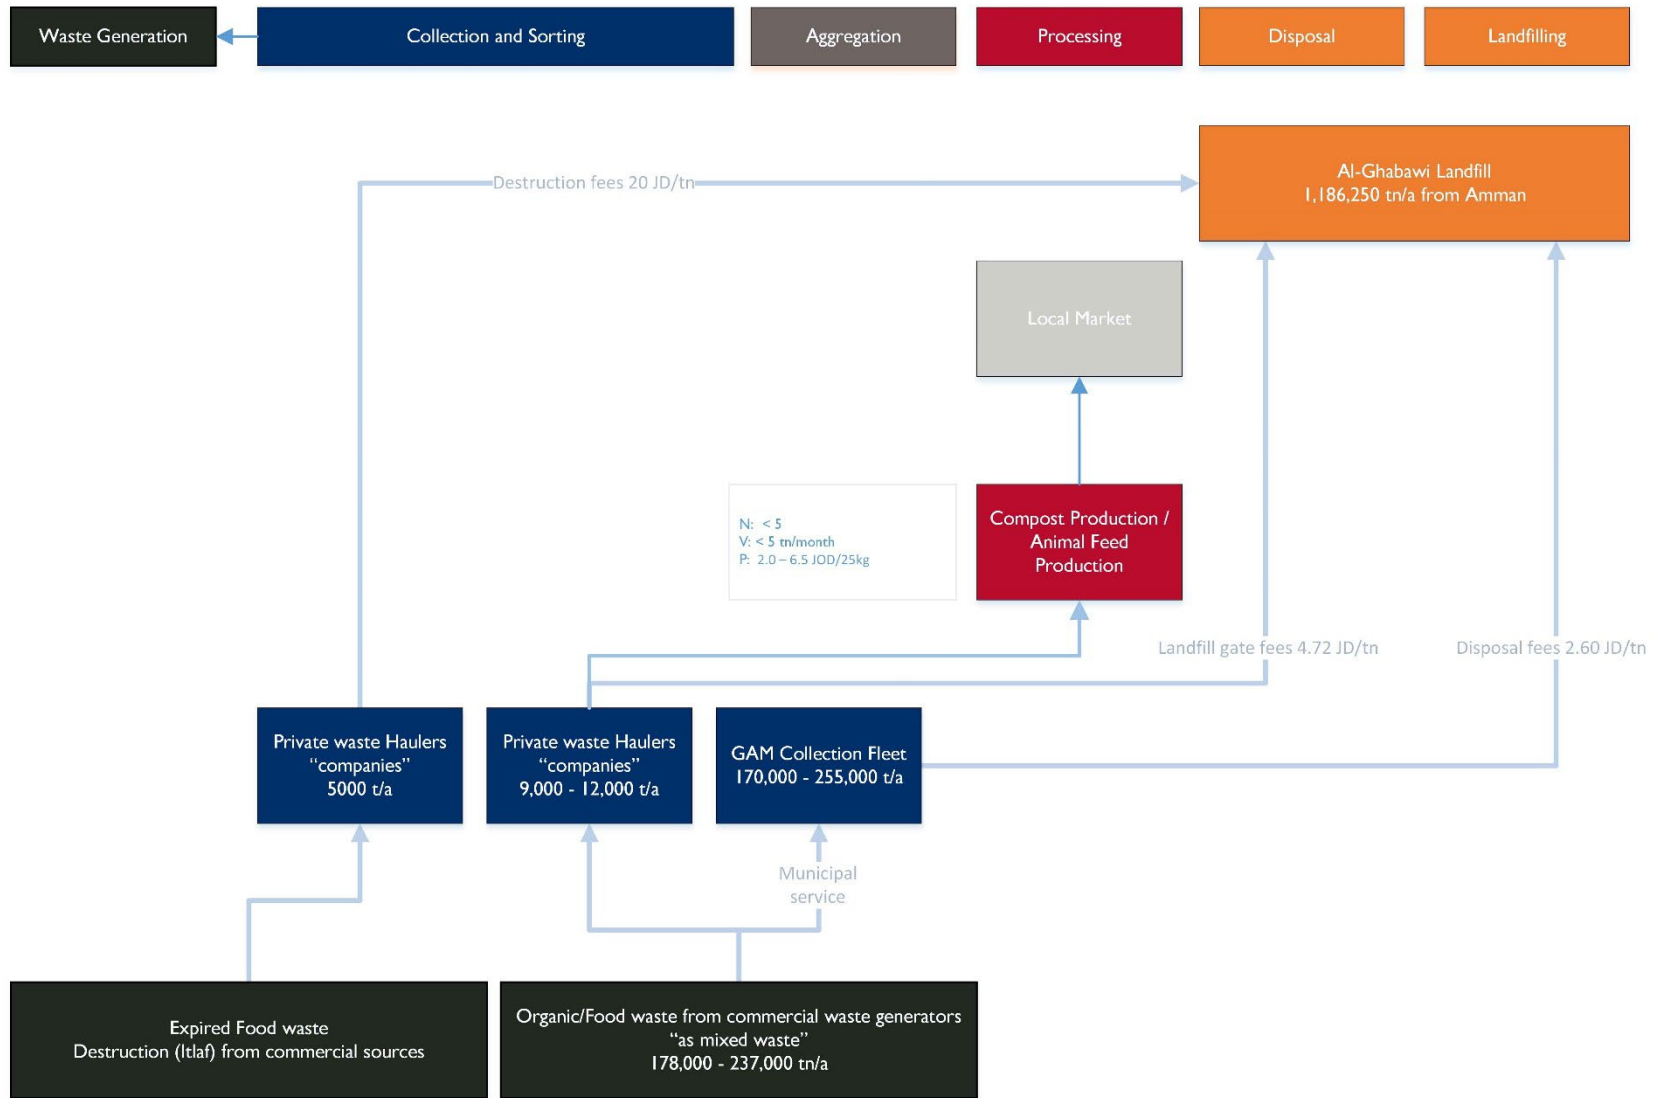 Waste Generation
Collection and Sorting
Aggregation
Processing
Disposal
Landfilling
Destruction fees 20 JD/tn
Al-Ghabawi Landfill
1,186,250 tn/a from Amman
Local Market
N: < 5
V: < 5 tn/month
P: 2.0 – 6.5 JOD/25kg
Compost Production /
Animal Feed
Production
Landfill gate fees 4.72 JD/tn
Disposal fees 2.60 JD/tn
Private waste Haulers
“companies”
5000 t/a
Private waste Haulers
“companies”
9,000 - 12,000 t/a
GAM Collection Fleet
170,000 - 255,000 t/a
Municipal
service
Expired Food waste
Destruction (Itlaf) from commercial sources
Organic/Food waste from commercial waste generators
“as mixed waste”
178,000 - 237,000 tn/a